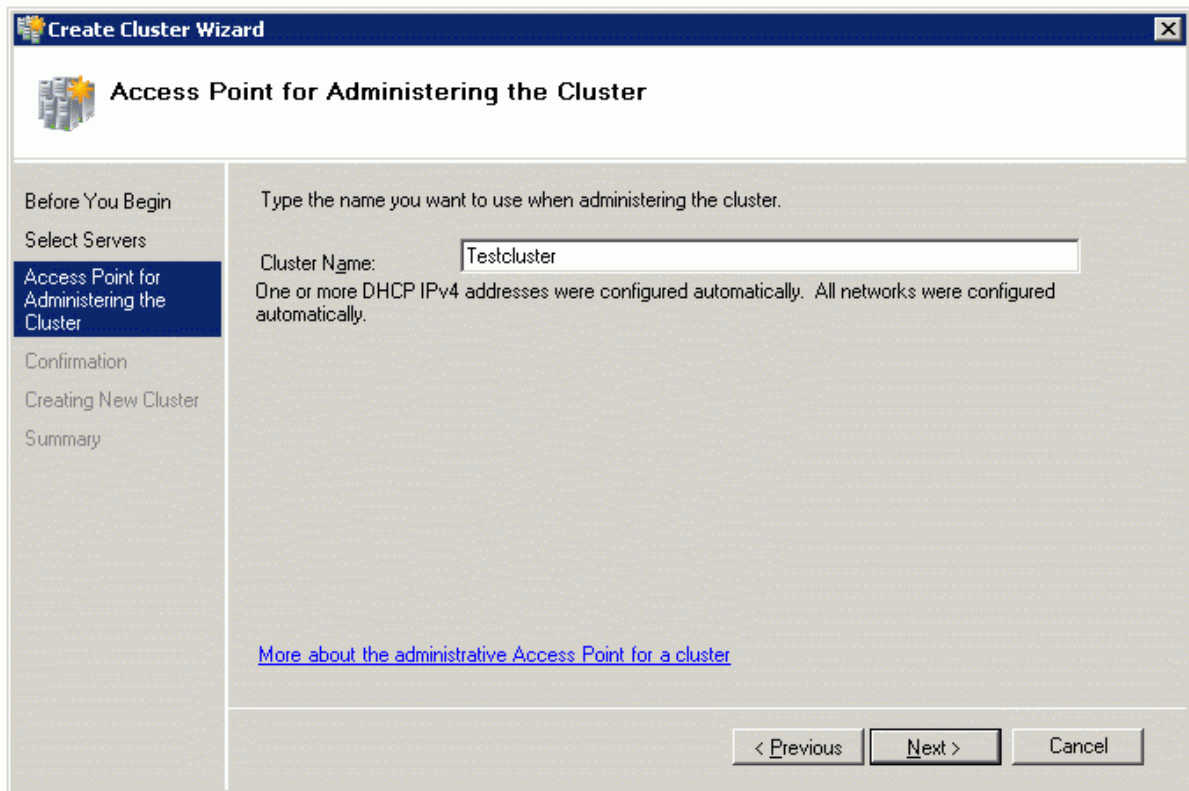 Create Cluster Wizard
Access Point for Administering the Cluster
Before You Begin
Select Servers
Access Point for
Administering the
Cluster
Confirmation
Creating New Cluster
Summary
Type the name you want to use when administering the cluster.
Cluster Name:
Testcluster
One or more DHCP IPv4 addresses were configured automatically.  All networks were configured
automatically.
More about the administrative Access Point for a cluster
< Previous
Next >
Cancel